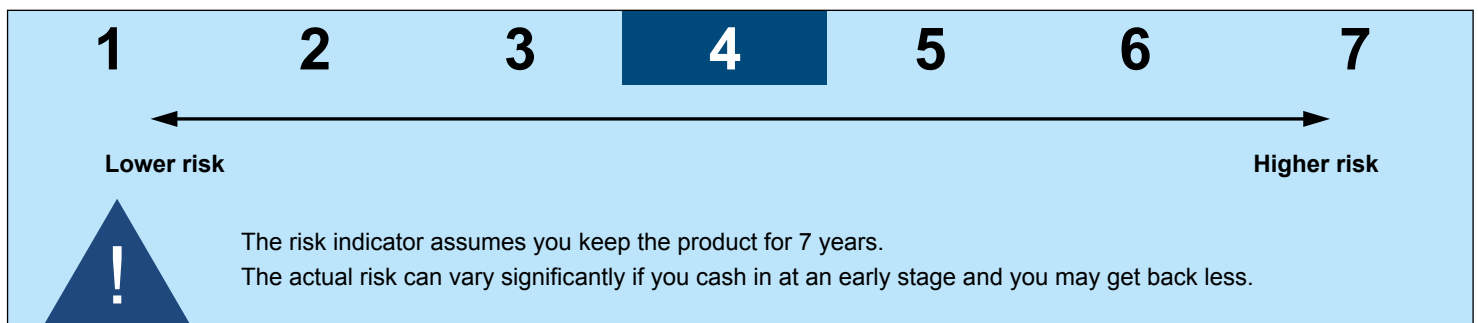 1 2 3 4 5 6 7
Lower risk Higher risk
!
The risk indicator assumes you keep the product for 7 years.
The actual risk can vary significantly if you cash in at an early stage and you may get back less.